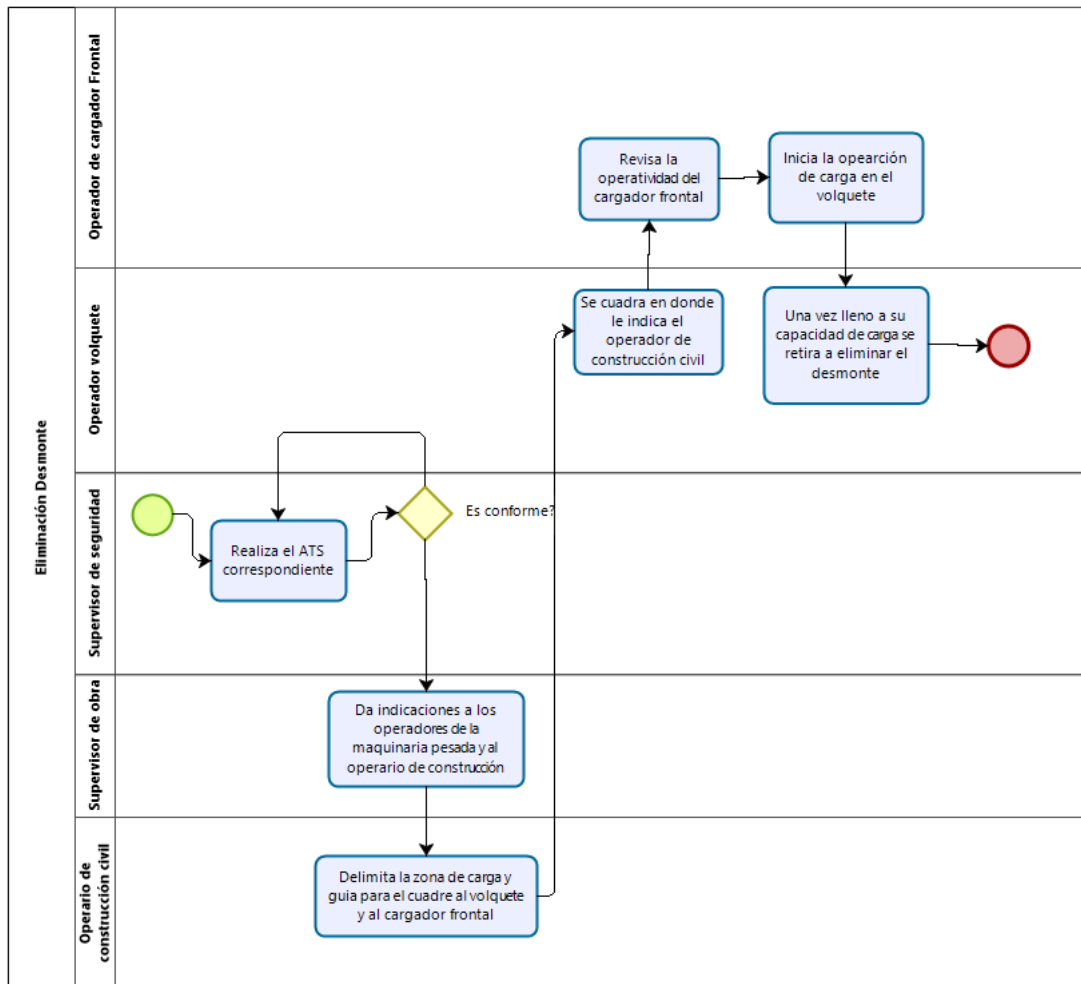 Eliminación Desmonte
Operador de cargador Frontal
Revisa la
operatividad del
cargador frontal
Inicia la opearción
de carga en el
volquete
Operador volquete
Se cuadra en donde
le indica el
operador de
construcción civil
Una vez lleno a su
capacidad de carga se
retira a eliminar el
desmonte
Supervisor de seguridad
Realiza el ATS
correspondiente
Es conforme?
Supervisor de obra
Da indicaciones a los
operadores de la
maquinaria pesada y al
operario de construcción
Operario de
construcción civil
Delimita la zona de carga y
guia para el cuadre al volquete
y al cargador frontal